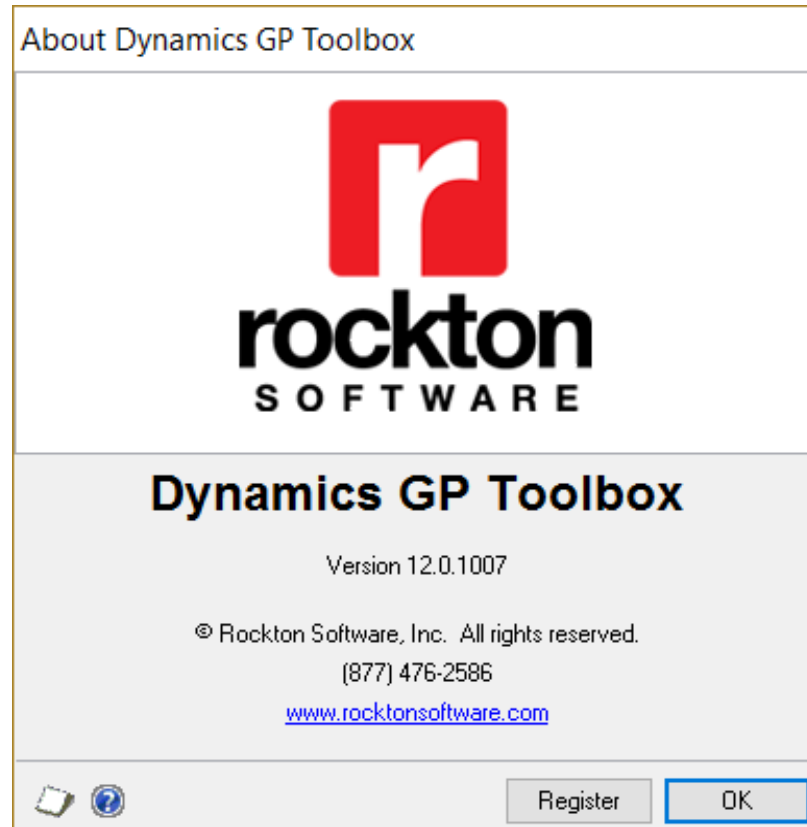 About Dynamics GP Toolbox
r
rockton
SOFTWARE
Dynamics GP Toolbox
Version 12.0.1007
© Rockton Software, Inc.  All rights reserved.
(877) 476-2586
www.rocktonsoftware.com
? Register OK